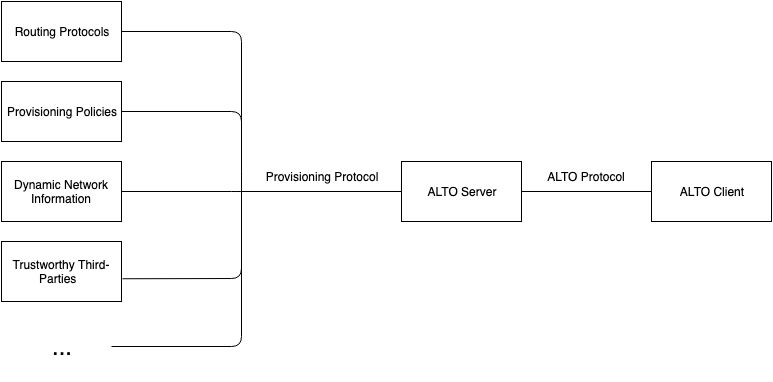 Routing Protocols
Provisioning Policies
Dynamic Network
Information
Trustworthy Third-
Parties
...
Provisioning Protocol
ALTO Server
ALTO Protocol
ALTO Client